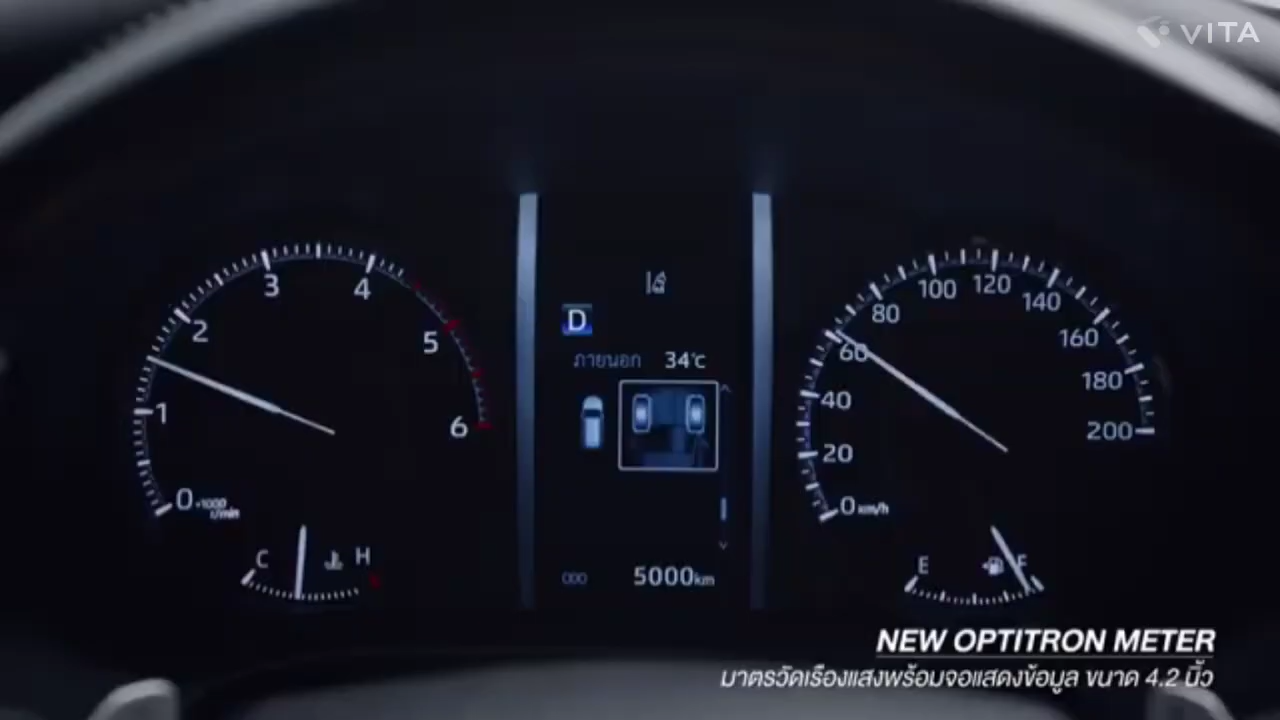 VITA
3 4
2 5
1 6
0 ×1000 r/min
C H
D
ภายนอก 34°C
ODO 5000km
100 120 140
80 160
60 180
40 200
20
0 km/h
E F
NEW OPTITRON METER
มาตรวัดเรืองแสงพร้อมจอแสดงข้อมูล ขนาด 4.2 นิ้ว